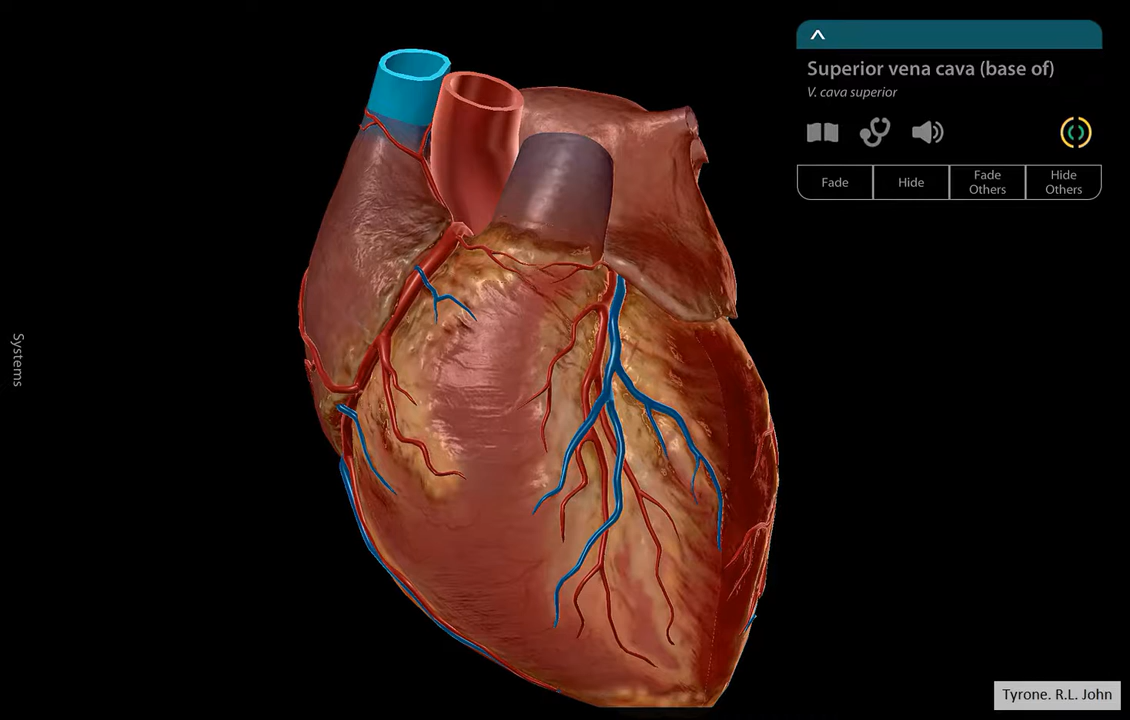 Superior vena cava (base of)
V. cava superior
Fade
Hide
Fade
Others
Hide
Others
Systems
Tyrone. R.L. John